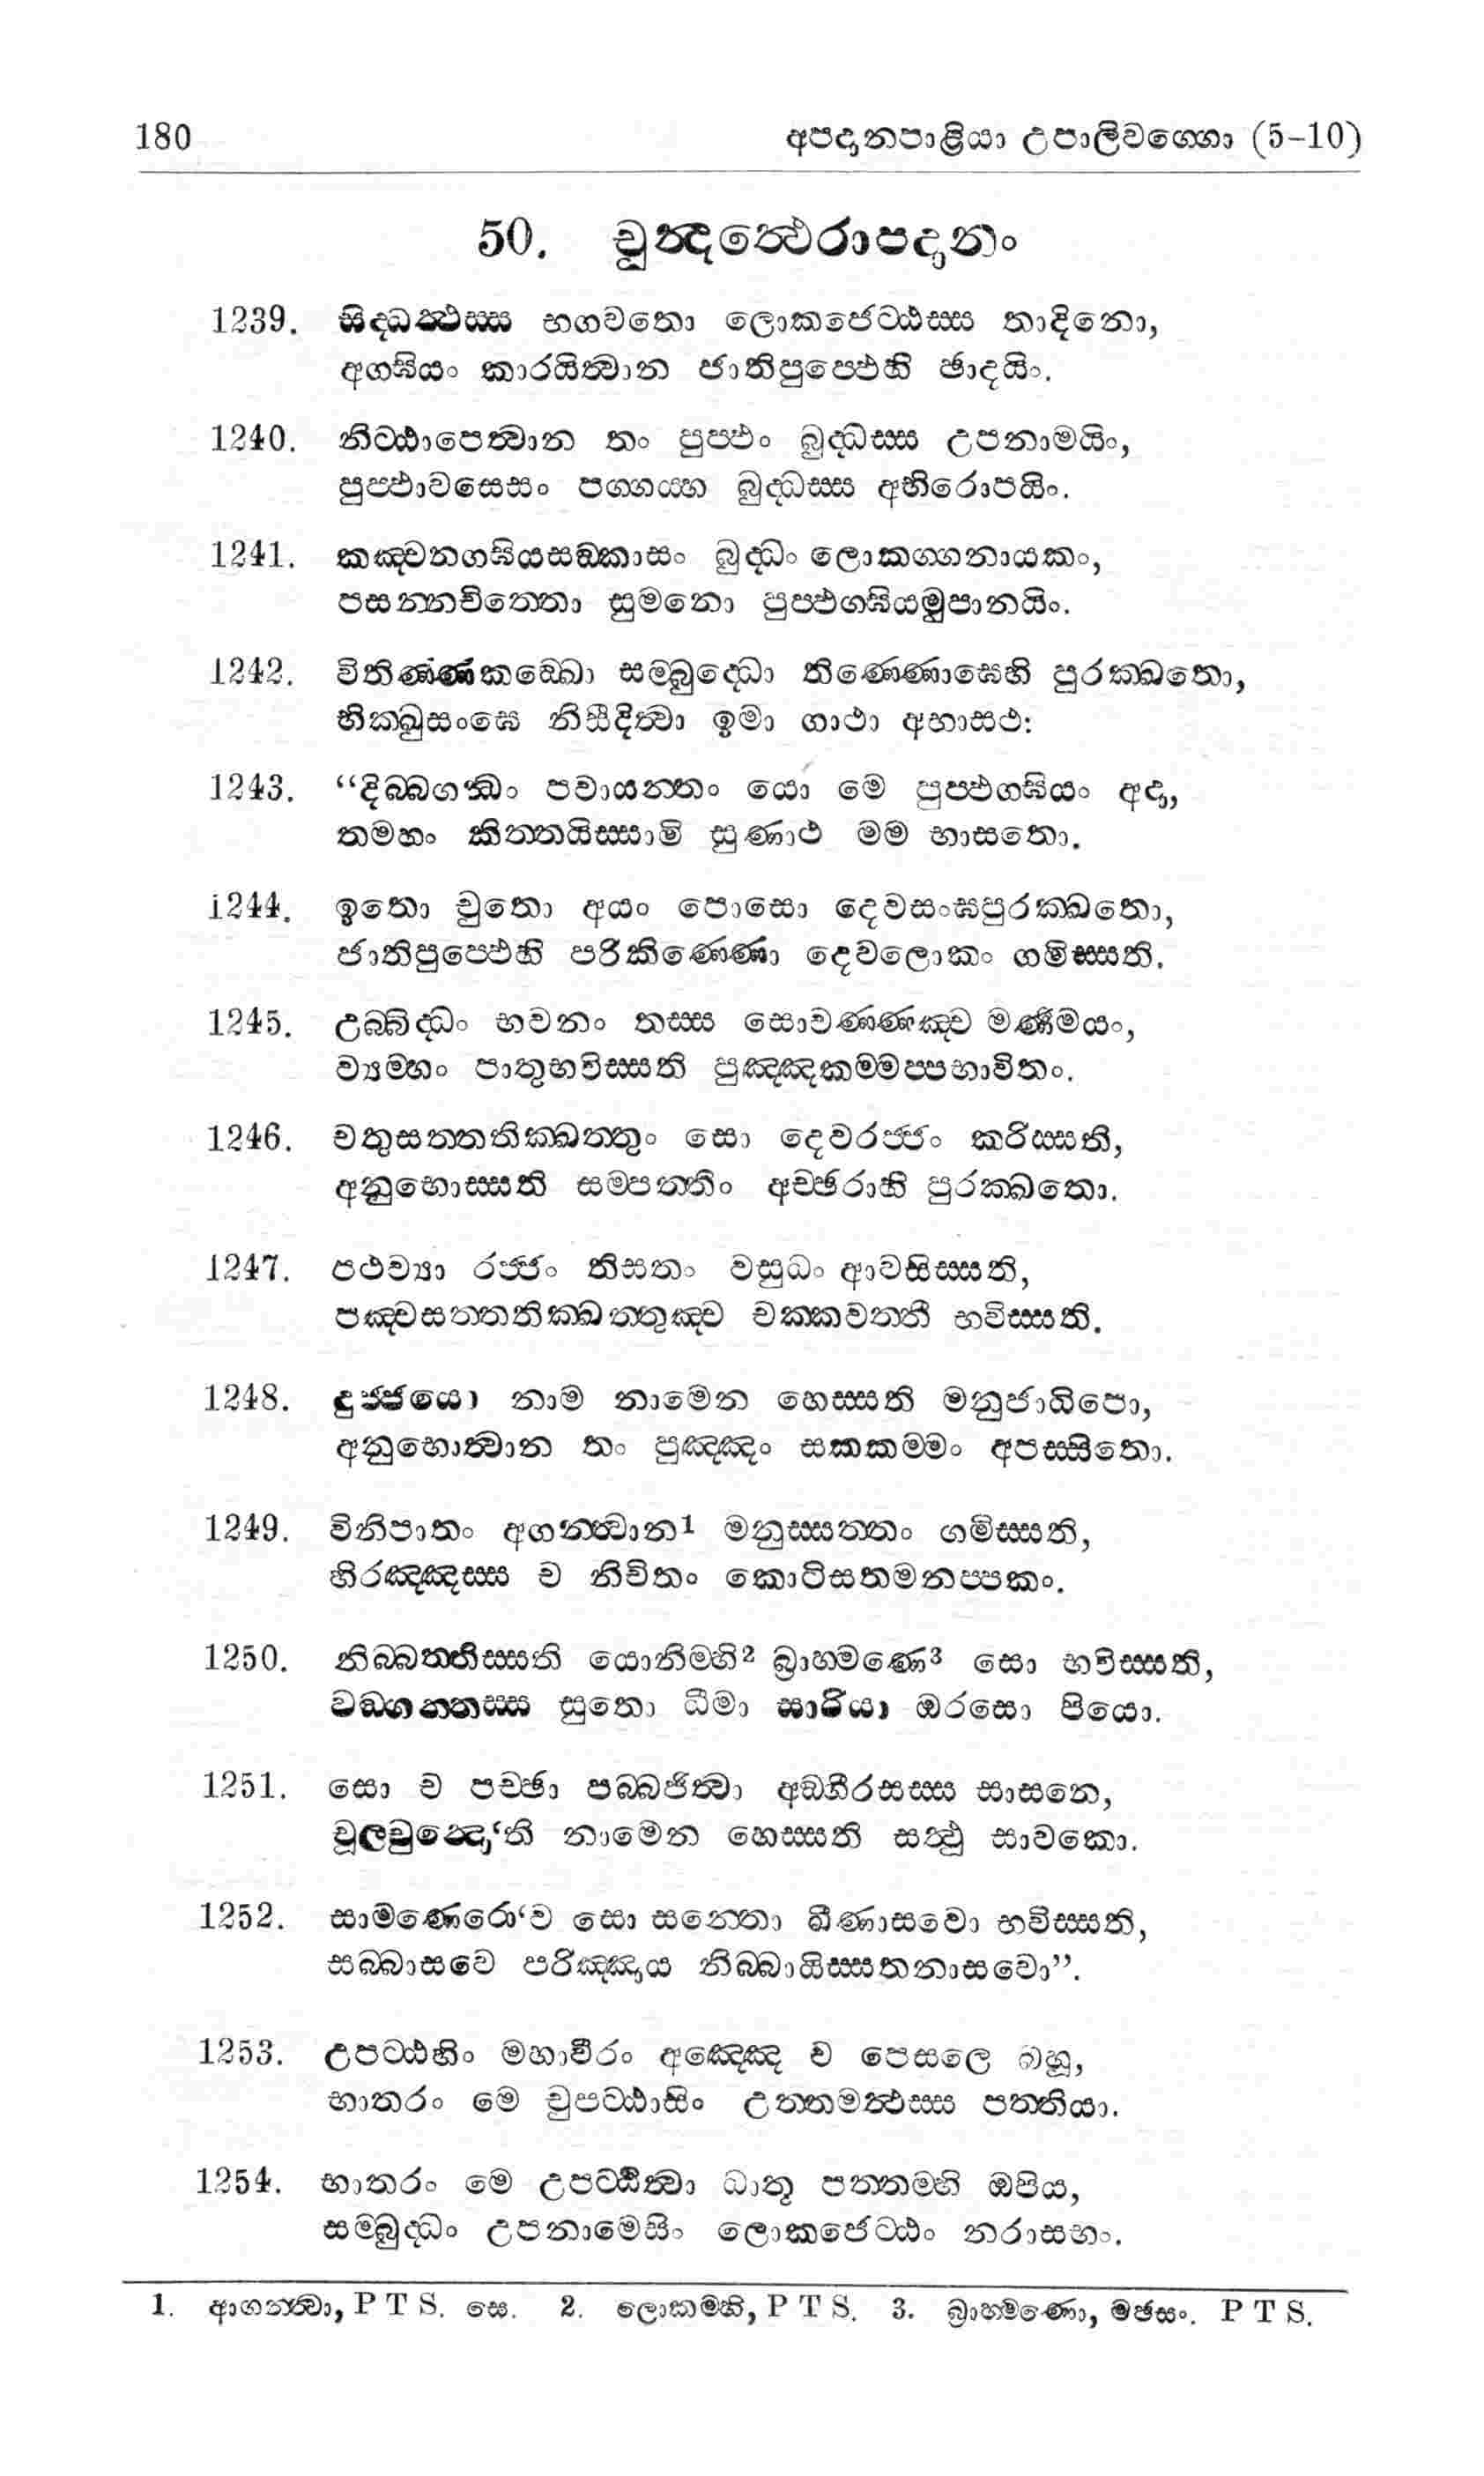 180 අපදානපාළියා උපාලිවග්ගො (5-10)
50. චුන්දත්ථෙරාපදානං
1239. සිද්ධත්ථස්ස භගවතො ලොකජෙට්ඨස්ස තාදිනො,
අග්ඝියං කාරයිත්වාන ජාතිපුප්ඵෙහි ඡාදයිං.
1240. නිට්ඨාපෙත්වාන තං පුප්ඵං බුද්ධස්ස උපනාමයිං,
පුප්ඵාවසෙසං පග්ගය්හ බුද්ධස්ස අභිරොපයිං.
1241. කඤ්චනග්ඝියසඞ්කාසං බුද්ධං ලොකග්ගනායකං,
පසන්නචිත්තො සුමනො පුප්ඵග්ඝියමුපානයිං.
1242. විතිණ්ණකඞ්ඛො සම්බුද්ධො තිණ්ණොඝෙහි පුරක්ඛතො,
භික්ඛුසංඝෙ නිසීදිත්වා ඉමා ගාථා අභාසථ:
1243. “දිබ්බගන්ධං පවායන්තං යො මෙ පුප්ඵග්ඝියං අදා,
තමහං කිත්තයිස්සාමි සුණාථ මම භාසතො.
1244. ඉතො චුතො අයං පොසො දෙවසංඝපුරක්ඛතො,
ජාතිපුප්ඵෙහි පරිකිණ්ණො දෙවලොකං ගමිස්සති.
1245. උබ්බිද්ධං භවනං තස්ස සොවණ්ණඤ්ච මණීමයං,
ව්‍යම්හං පාතුභවිස්සති පුඤ්ඤකම්මප්පභාවිතං.
1246. චතුසත්තතික්ඛත්තුං සො දෙවරජ්ජං කරිස්සති,
අනුභොස්සති සම්පත්තිං අච්ඡරාහි පුරක්ඛතො.
1247. පථව්‍යා රජ්ජං තිසතං වසුධං ආවසිස්සති,
පඤ්චසත්තතික්ඛත්තුඤ්ච චක්කවත්තී භවිස්සති.
1248. දුජ්ජයො නාම නාමෙන හෙස්සති මනුජාධිපො,
අනුභොත්වාන තං පුඤ්ඤං සකකම්මං අපස්සිතො.
1249. විනිපාතං අගන්ත්වාන1 මනුස්සත්තං ගමිස්සති,
හිරඤ්ඤස්ස ච නිචිතං කොටිසතමනප්පකං.
1250. නිබ්බත්තිස්සති යොනිම්හි2 බ්‍රාහ්මණෙ3 සො භවිස්සති,
වඞ්ගන්තස්ස සුතො ධීමා සාරියා ඔරසො පියො.
1251. සො ච පච්ඡා පබ්බජිත්වා අඞ්ගීරසස්ස සාසනෙ,
චූලචුන්දො‘ති නාමෙන හෙස්සති සත්ථු සාවකො.
1252. සාමණෙරො‘ව සො සන්තො ඛීණාසවො භවිස්සති,
සබ්බාසවෙ පරිඤ්ඤාය නිබ්බායිස්සතනාසවො”.
1253. උපට්ඨහිං මහාවීරං අඤ්ඤෙ ච පෙසලෙ බහූ,
භාතරං මෙ චුපට්ඨාසිං උත්තමත්ථස්ස පත්තියා.
1254. භාතරං මෙ උපට්ඨිත්වා ධාතූ පත්තම්හි ඔපිය,
සම්බුද්ධං උපනාමෙසිං ලොකජෙට්ඨං නරාසභං.
1. ආගන්ත්වා, P T S. සෙ. 2. ලොකම්හි, P T S. 3. බ්‍රාහ්මණො, මඡසං. P T S.